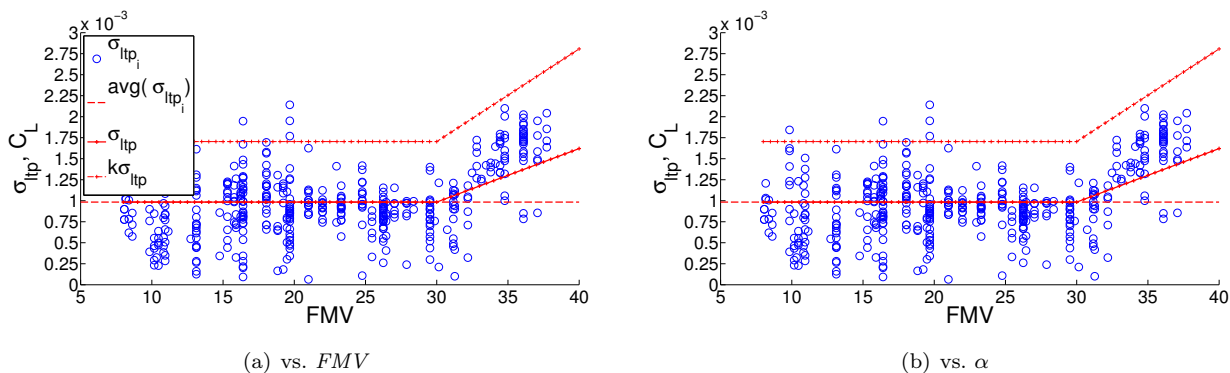 x 10⁻³
3
2.75
2.5
2.25
2
1.75
1.5
1.25
1
0.75
0.5
0.25
0
σ_ltp, C_L
σ_ltp_i
avg( σ_ltp_i)
σ_ltp
kσ_ltp
5 10 15 20 25 30 35 40
FMV
(a) vs. FMV
x 10⁻³
3
2.75
2.5
2.25
2
1.75
1.5
1.25
1
0.75
0.5
0.25
0
σ_ltp, C_L
5 10 15 20 25 30 35 40
FMV
(b) vs. α